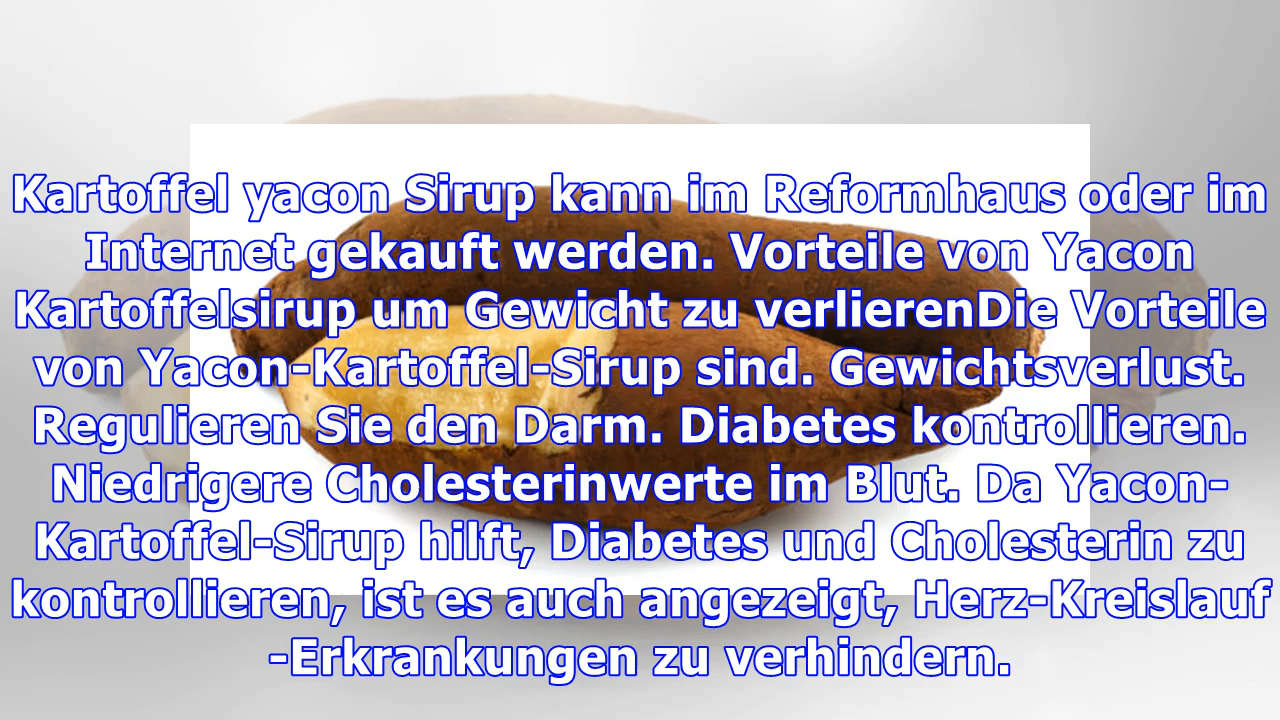 Kartoffel yacon Sirup kann im Reformhaus oder im
Internet gekauft werden. Vorteile von Yacon
Kartoffelsirup um Gewicht zu verlierenDie Vorteile
von Yacon-Kartoffel-Sirup sind. Gewichtsverlust.
Regulieren Sie den Darm. Diabetes kontrollieren.
Niedrigere Cholesterinwerte im Blut. Da Yacon-
Kartoffel-Sirup hilft, Diabetes und Cholesterin zu
kontrollieren, ist es auch angezeigt, Herz-Kreislauf
-Erkrankungen zu verhindern.